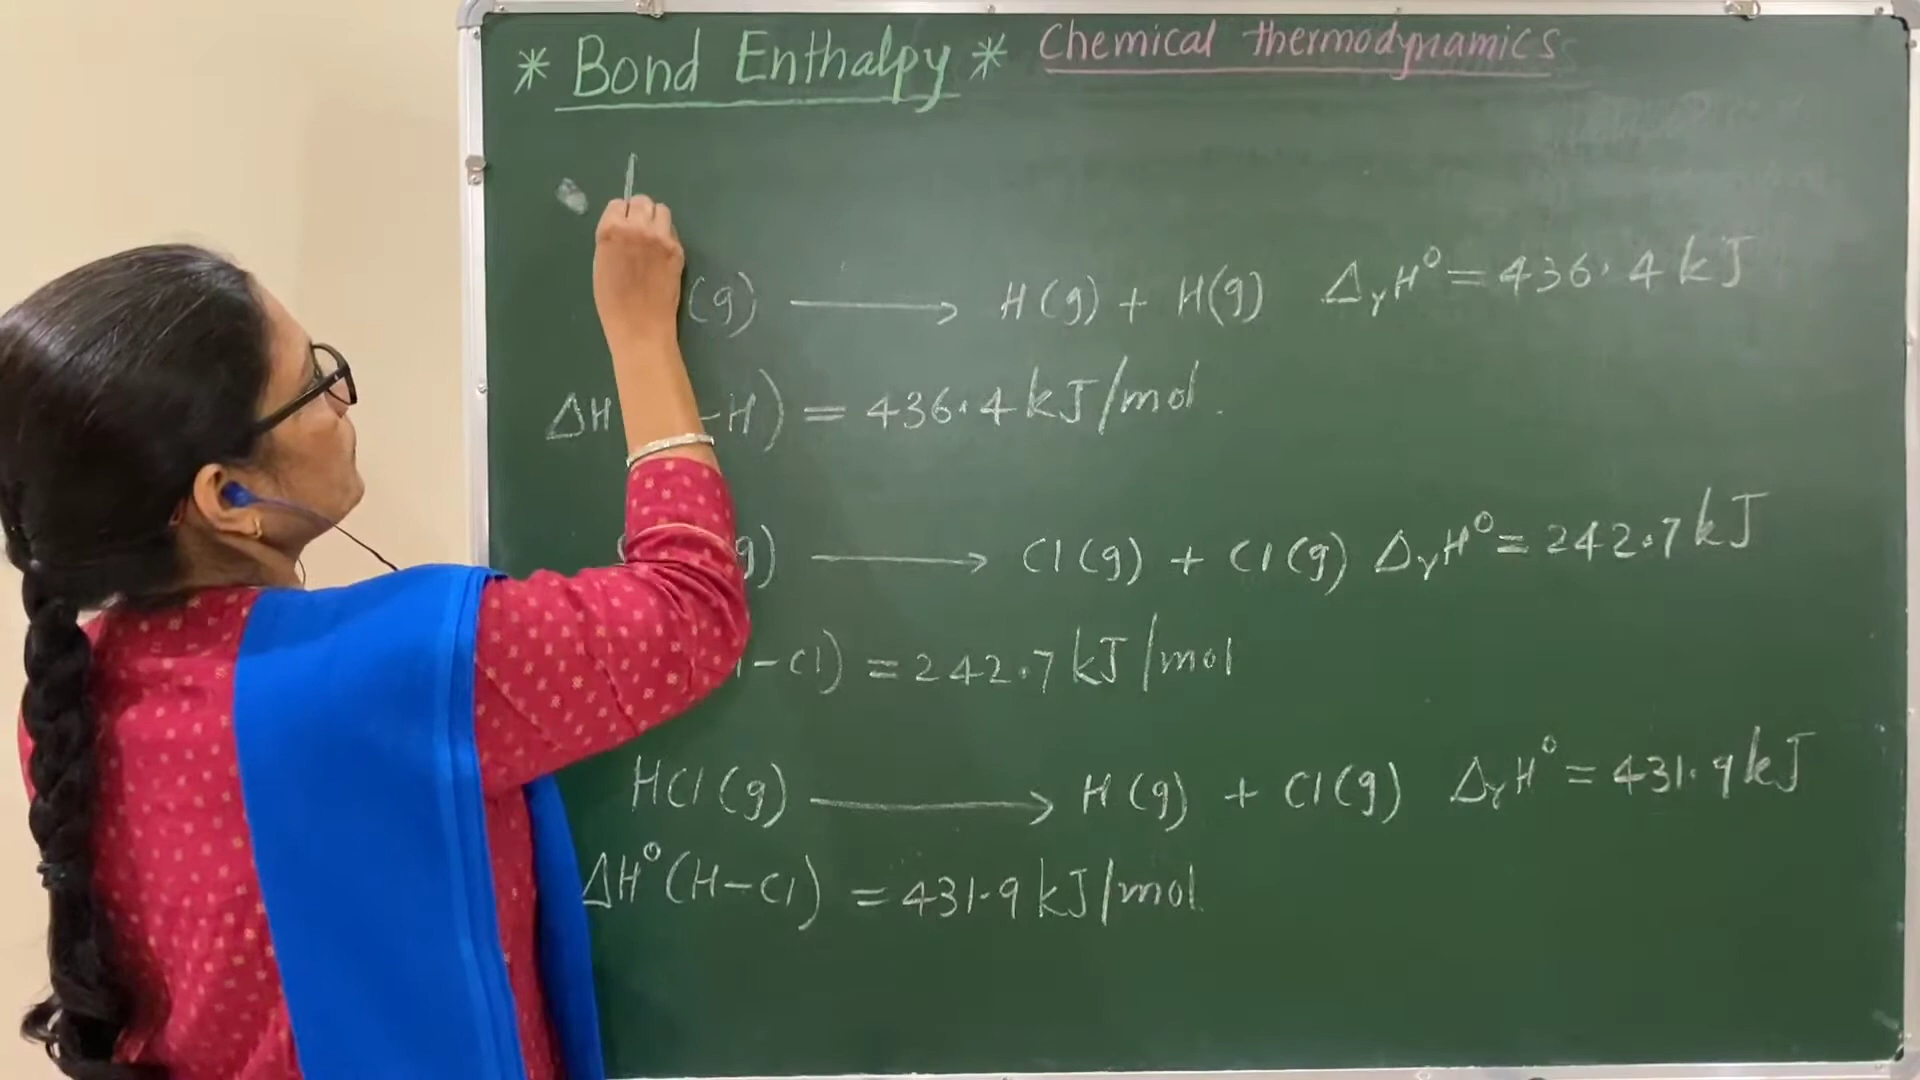 * Bond Enthalpy * Chemical thermodynamics
(g) ⟶ H(g) + H(g) ΔᵣH° = 436.4 kJ
ΔH -H) = 436.4 kJ/mol.
g) ⟶ Cl(g) + Cl(g) ΔᵣH° = 242.7 kJ
-Cl) = 242.7 kJ/mol
HCl(g) ⟶ H(g) + Cl(g) ΔᵣH° = 431.9 kJ
ΔH°(H-Cl) = 431.9 kJ/mol